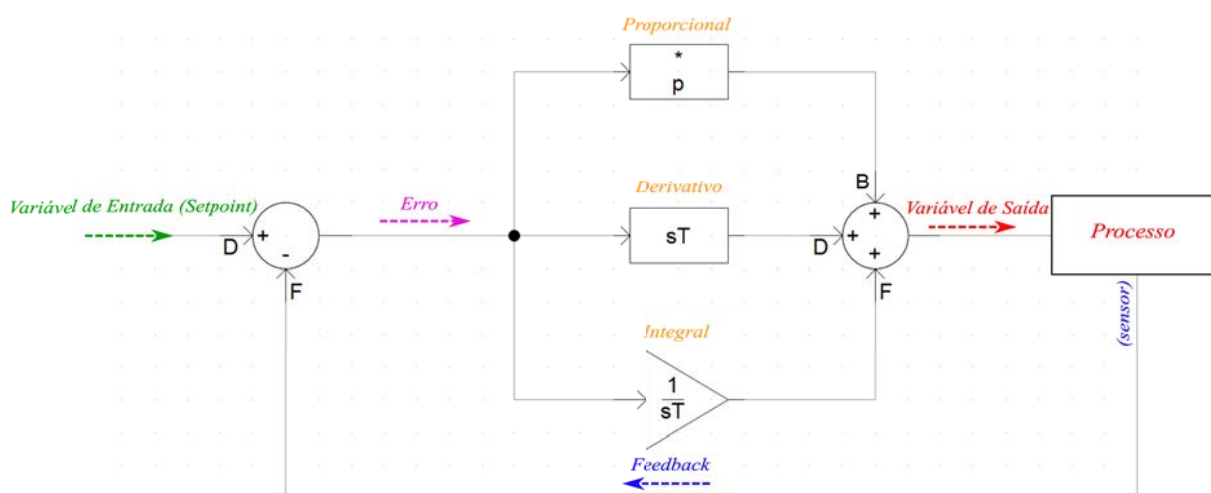 Proporcional
*
p
B
Derivativo
Variável de Entrada (Setpoint)
Erro
Variável de Saída
Processo
+
D
-
F
sT
+
+
D
+
F
(sensor)
Integral
1
sT
Feedback